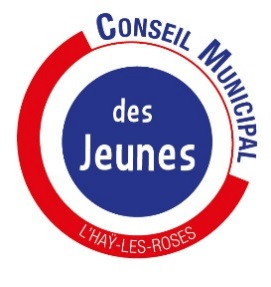 CONSEIL MUNICIPAL
des
Jeunes
L'HAŸ-LES-ROSES